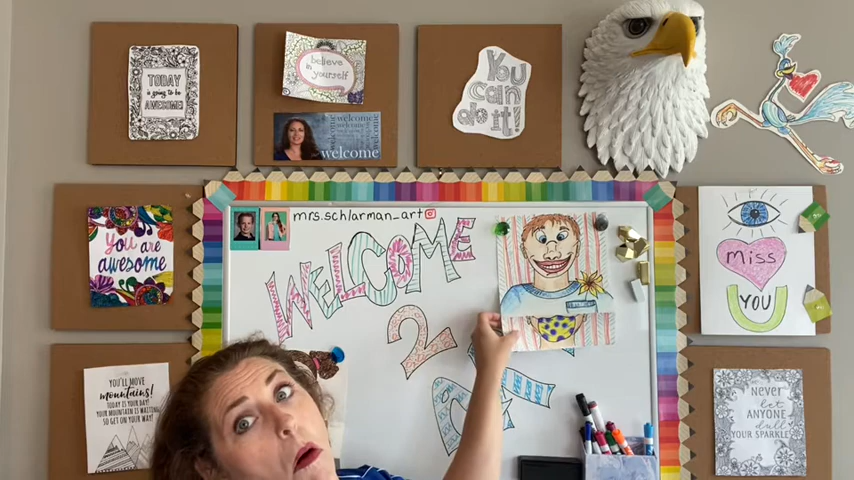 TODAY
is going to be
AWESOME!
believe
in
yourself
welcome
welcome
You
can
do it!
mrs.schlarman_art
WELCOME
2
You are
awesome
Miss
YOU
YOU'LL MOVE
mountains!
TODAY IS YOUR DAY!
YOUR MOUNTAIN IS WAITING
SO GET ON YOUR WAY!
NEVER
let
ANYONE
dull
YOUR SPARKLE